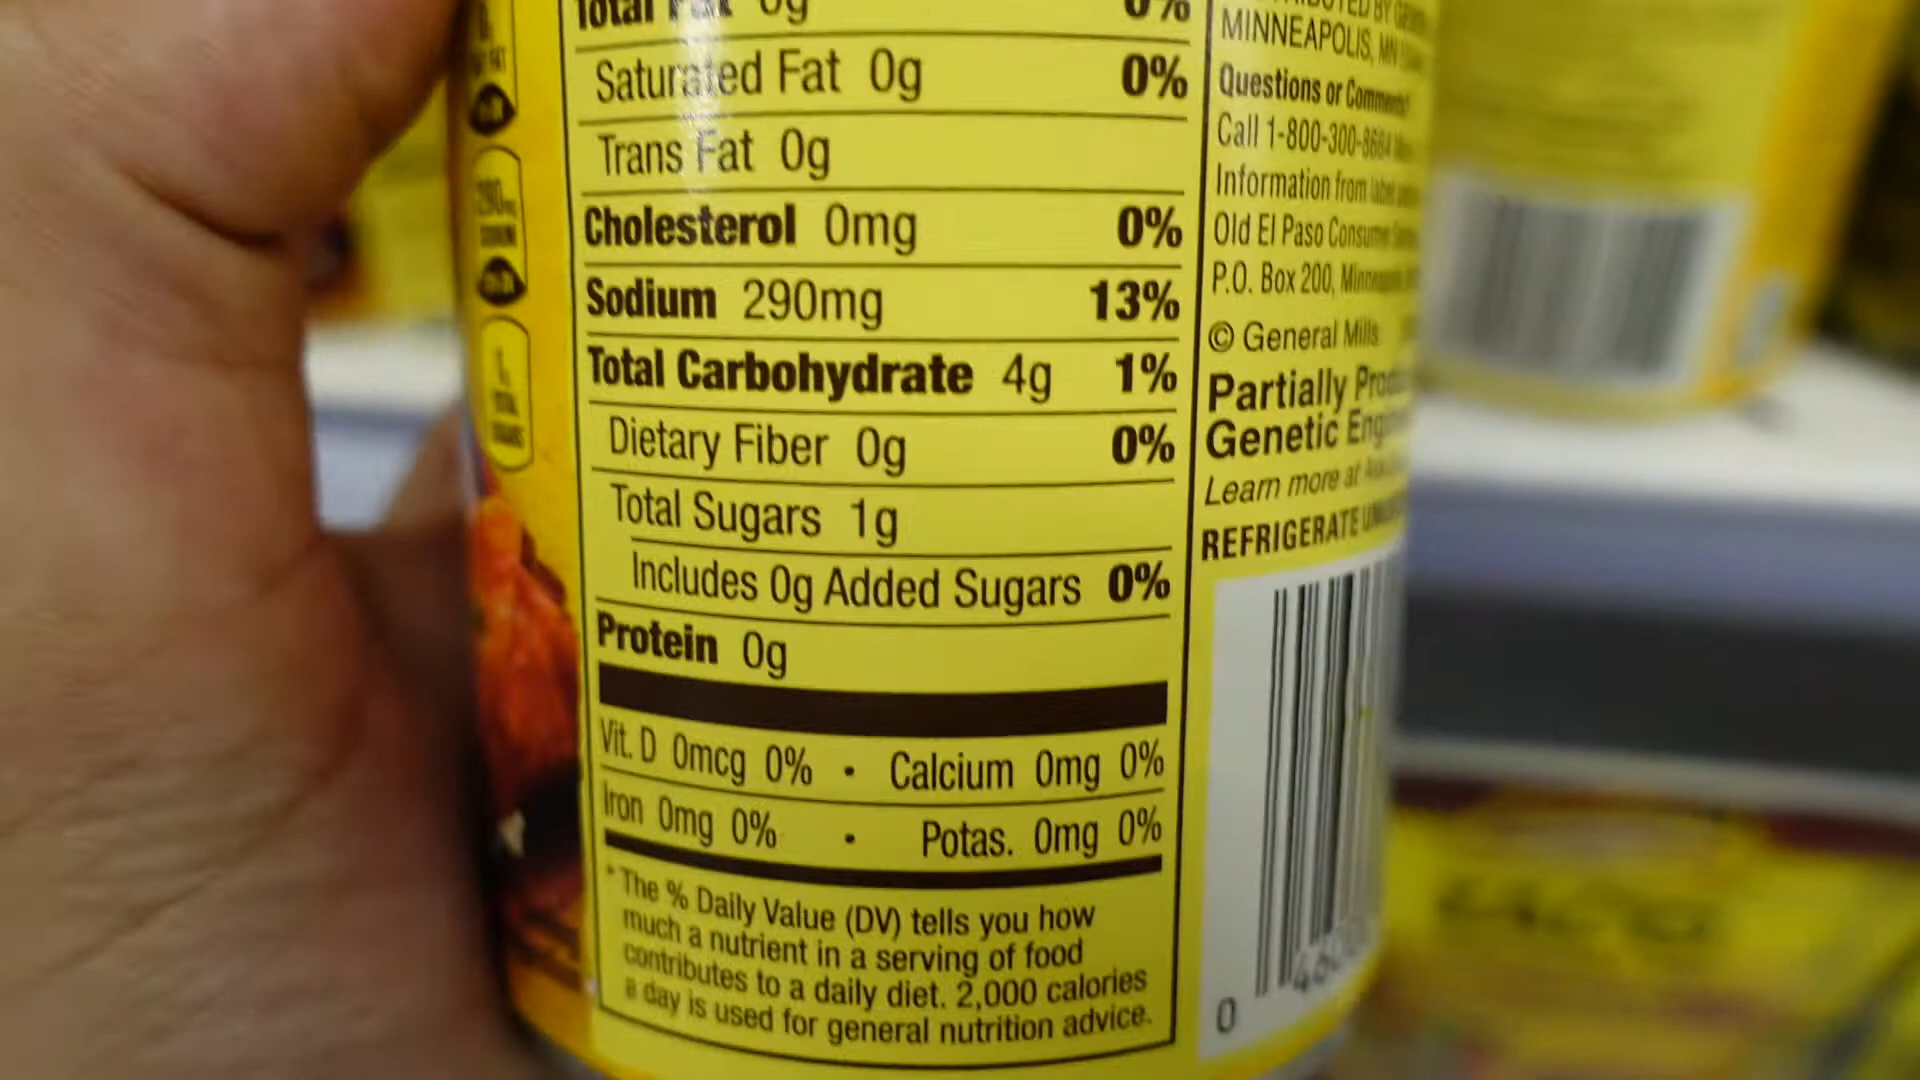 Total Fat 0g 0%
Saturated Fat 0g 0%
Trans Fat 0g
Cholesterol 0mg 0%
Sodium 290mg 13%
Total Carbohydrate 4g 1%
Dietary Fiber 0g 0%
Total Sugars 1g
Includes 0g Added Sugars 0%
Protein 0g
Vit. D 0mcg 0% • Calcium 0mg 0%
Iron 0mg 0% • Potas. 0mg 0%
* The % Daily Value (DV) tells you how
much a nutrient in a serving of food
contributes to a daily diet. 2,000 calories
a day is used for general nutrition advice.
MINNEAPOLIS, MN
Questions or Comments?
Call 1-800-300-8664
Information from label
Old El Paso Consumer
P.O. Box 200,
© General Mills
Partially
Genetic
Learn more at
REFRIGERATE
0